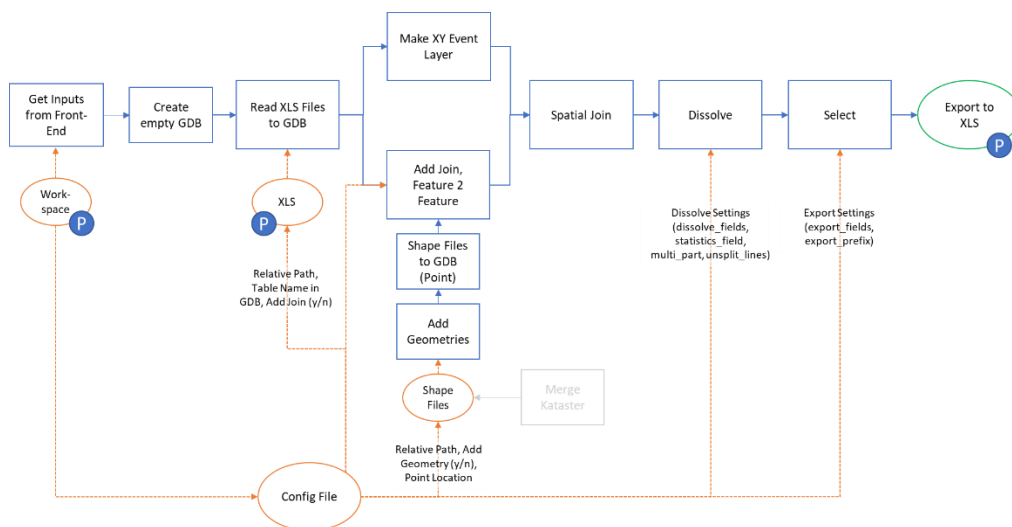 Make XY Event
Layer
Get Inputs
from Front-
End
Create
empty GDB
Read XLS Files
to GDB
Spatial Join
Dissolve
Select
Export to
XLS
P
Add Join,
Feature 2
Feature
Work-
space
P
XLS
P
Dissolve Settings
(dissolve_fields,
statistics_field,
multi_part, unsplit_lines)
Export Settings
(export_fields,
export_prefix)
Shape Files
to GDB
(Point)
Relative Path,
Table Name in
GDB, Add Join (y/n)
Add
Geometries
Shape
Files
Merge
Kataster
Relative Path, Add
Geometry (y/n),
Point Location
Config File